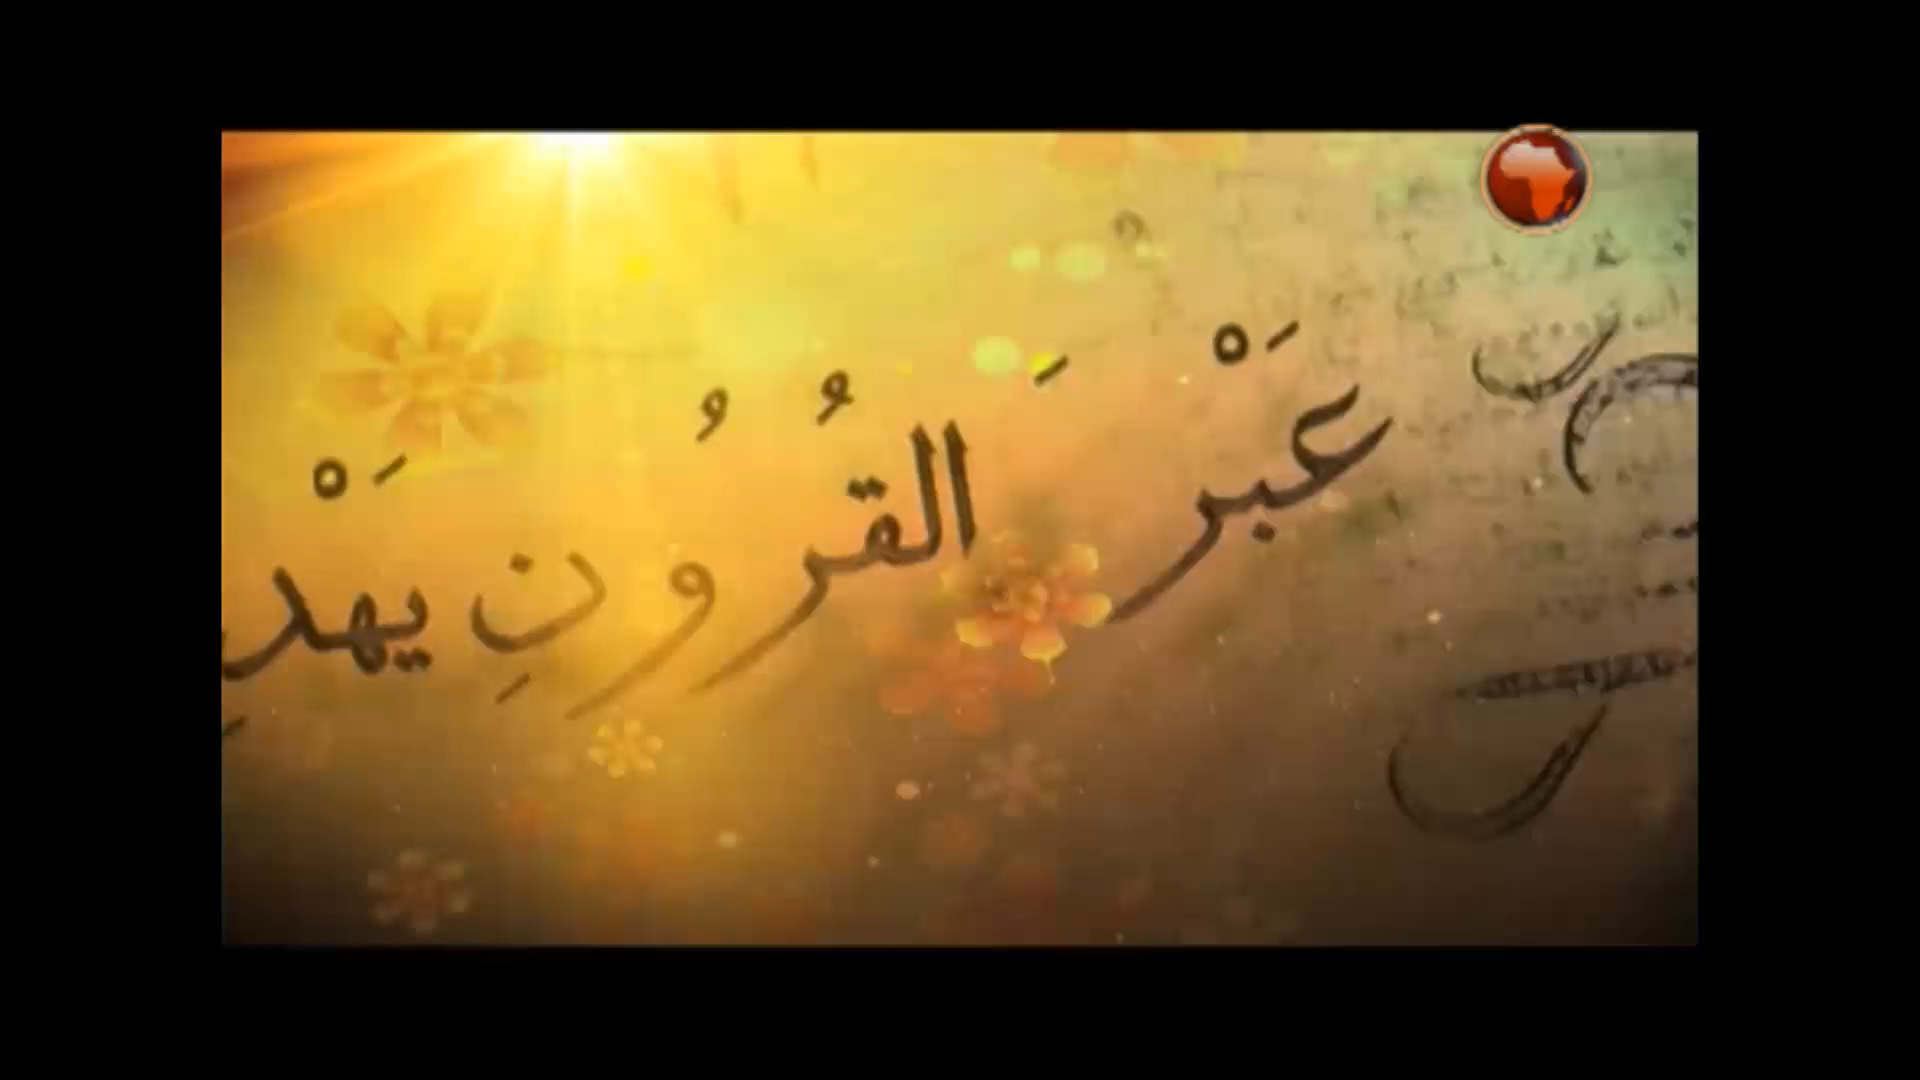 عَبْرَ القُرُونِ يَهْدِ